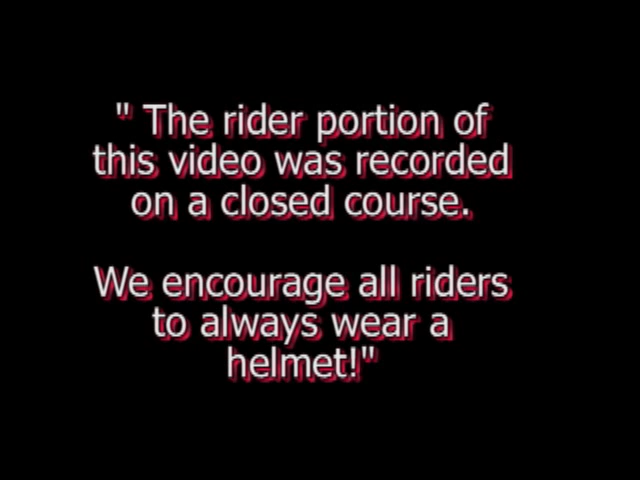 " The rider portion of
this video was recorded
on a closed course.
We encourage all riders
to always wear a
helmet!"